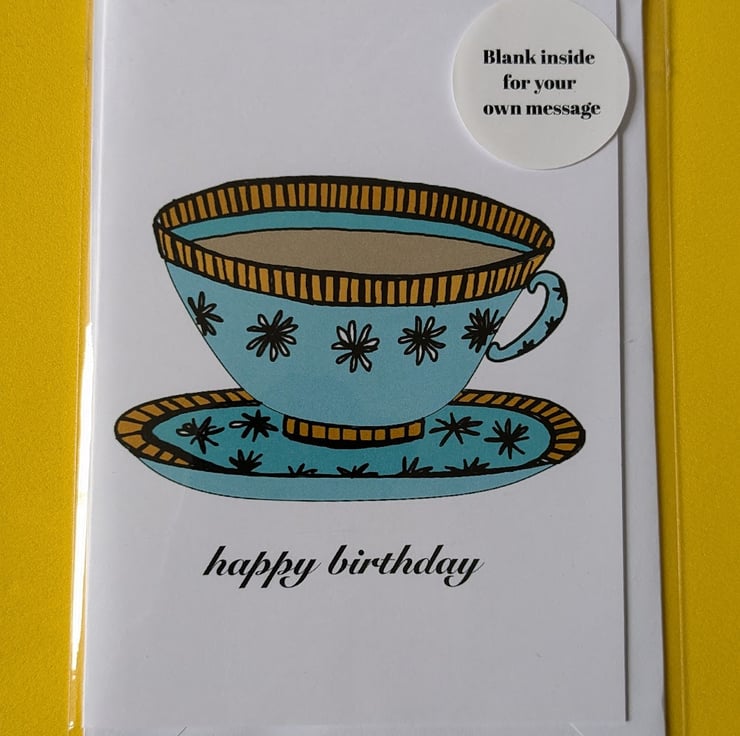 Blank inside
for your
own message
happy birthday